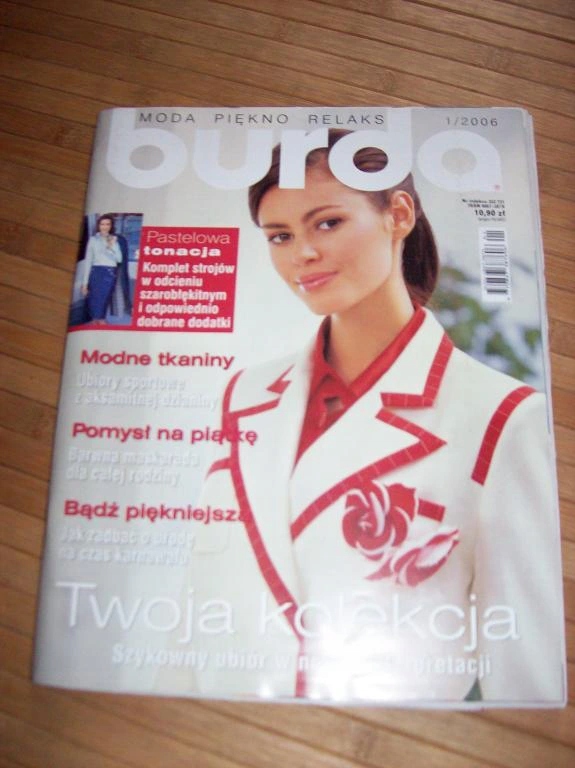 MODA PIĘKNO RELAKS
1/2006
burda
10,90 zł
Pastelowa
tonacja
Komplet strojów
w odcieniu
szarobłękitnym
i odpowiednio
dobrane dodatki
Modne tkaniny
Ubiory sportowe
z aksamitnej dzianiny
Pomysł na piątkę
Barwna maskarada
dla całej rodziny
Bądź piękniejsza
Jak zadbać o urodę
na czas karnawału
Twoja kolekcja
Szykowny ubiór w